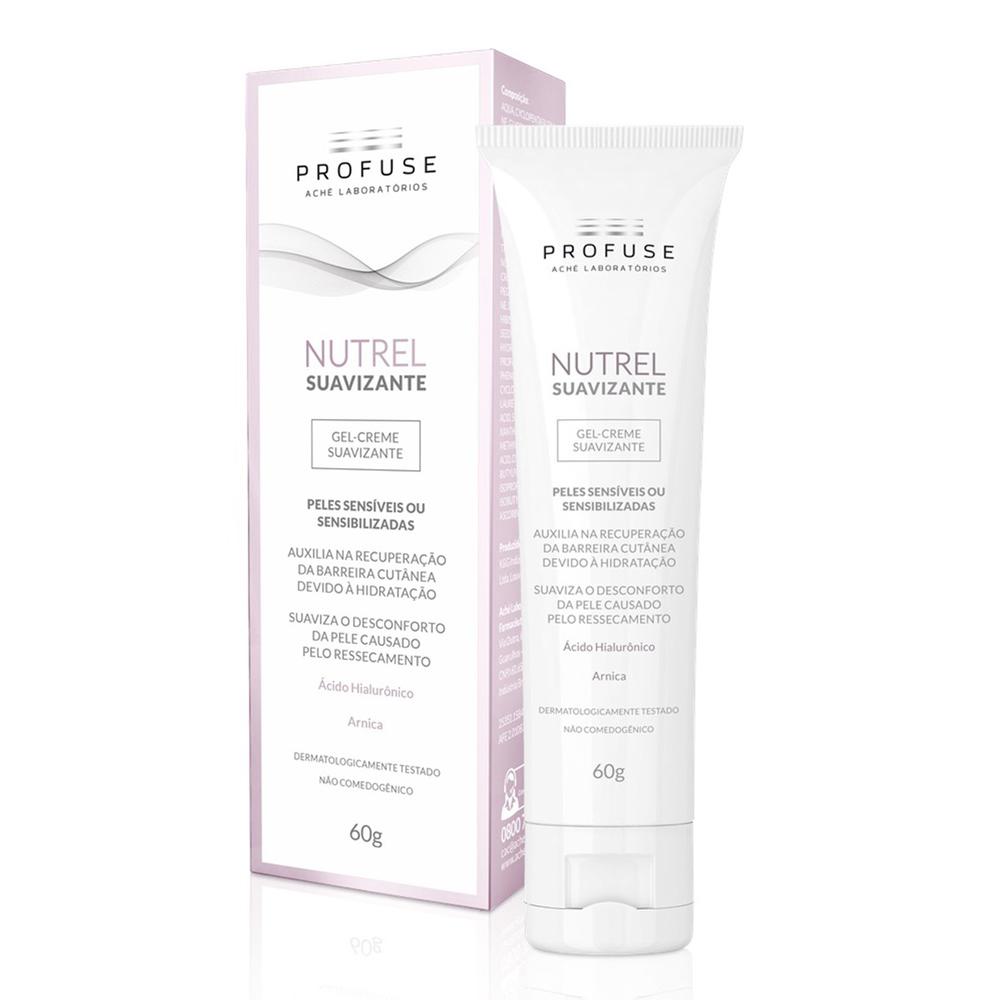 PROFUSE
ACHÉ LABORATÓRIOS
NUTREL
SUAVIZANTE
GEL-CREME
SUAVIZANTE
PELES SENSÍVEIS OU
SENSIBILIZADAS
AUXILIA NA RECUPERAÇÃO
DA BARREIRA CUTÂNEA
DEVIDO À HIDRATAÇÃO
SUAVIZA O DESCONFORTO
DA PELE CAUSADO
PELO RESSECAMENTO
Ácido Hialurônico
Arnica
DERMATOLOGICAMENTE TESTADO
NÃO COMEDOGÊNICO
60g
Composição:
0800
PROFUSE
ACHÉ LABORATÓRIOS
NUTREL
SUAVIZANTE
GEL-CREME
SUAVIZANTE
PELES SENSÍVEIS OU
SENSIBILIZADAS
AUXILIA NA RECUPERAÇÃO
DA BARREIRA CUTÂNEA
DEVIDO À HIDRATAÇÃO
SUAVIZA O DESCONFORTO
DA PELE CAUSADO
PELO RESSECAMENTO
Ácido Hialurônico
Arnica
DERMATOLOGICAMENTE TESTADO
NÃO COMEDOGÊNICO
60g